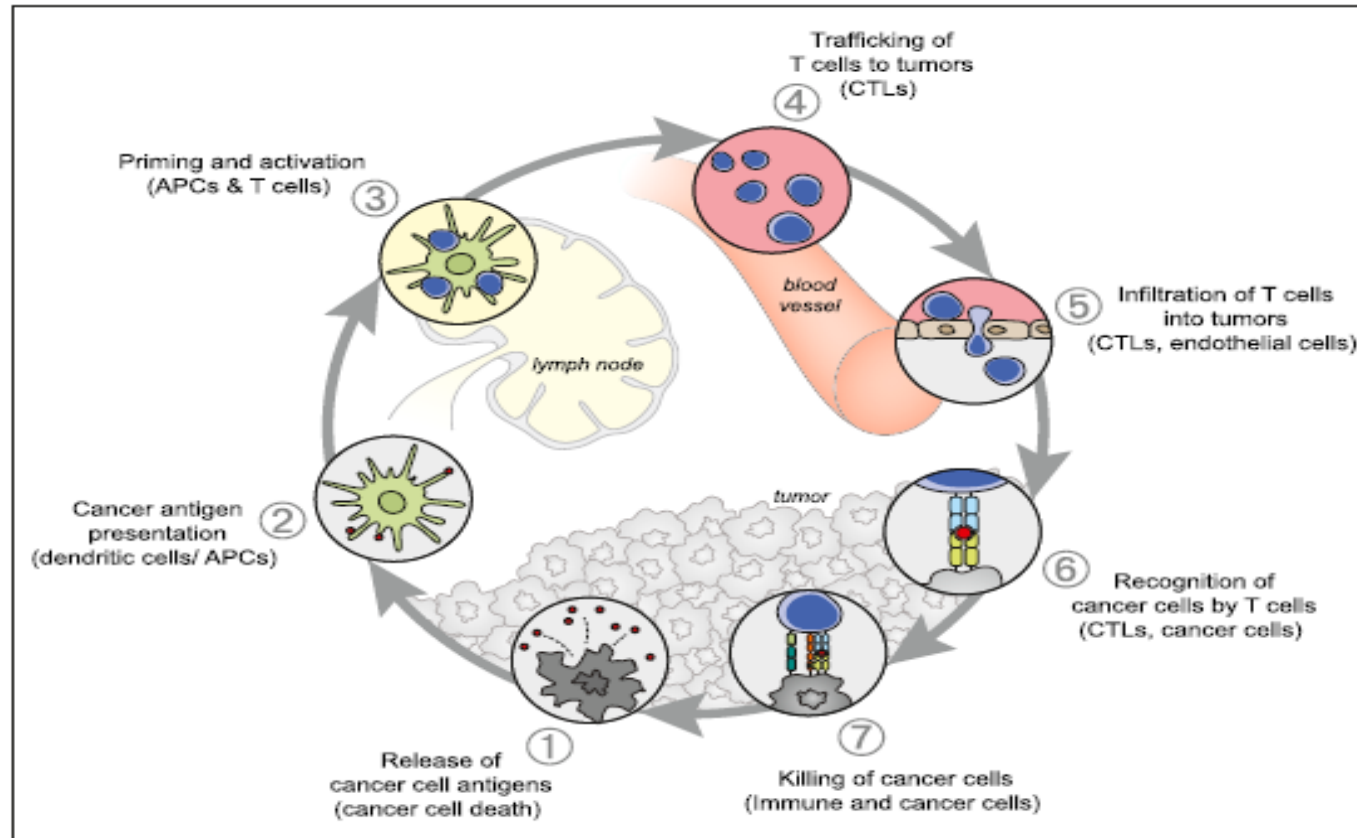 Trafficking of
T cells to tumors
(CTLs)
④
Priming and activation
(APCs & T cells)
③
blood
vessel
⑤
Infiltration of T cells
into tumors
(CTLs, endothelial cells)
lymph node
Cancer antigen
presentation
(dendritic cells/ APCs)
②
tumor
⑥
Recognition of
cancer cells by T cells
(CTLs, cancer cells)
①
Release of
cancer cell antigens
(cancer cell death)
⑦
Killing of cancer cells
(Immune and cancer cells)